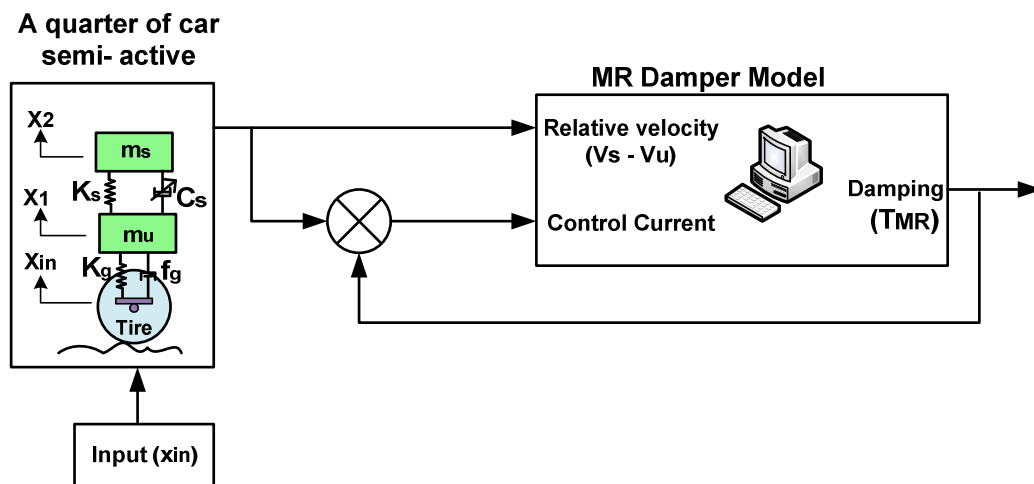 A quarter of car
semi- active
X2
ms
Ks
Cs
X1
mu
Xin
Kg
fg
Tire
Input (xin)
MR Damper Model
Relative velocity
(Vs - Vu)
Control Current
Damping
(TMR)